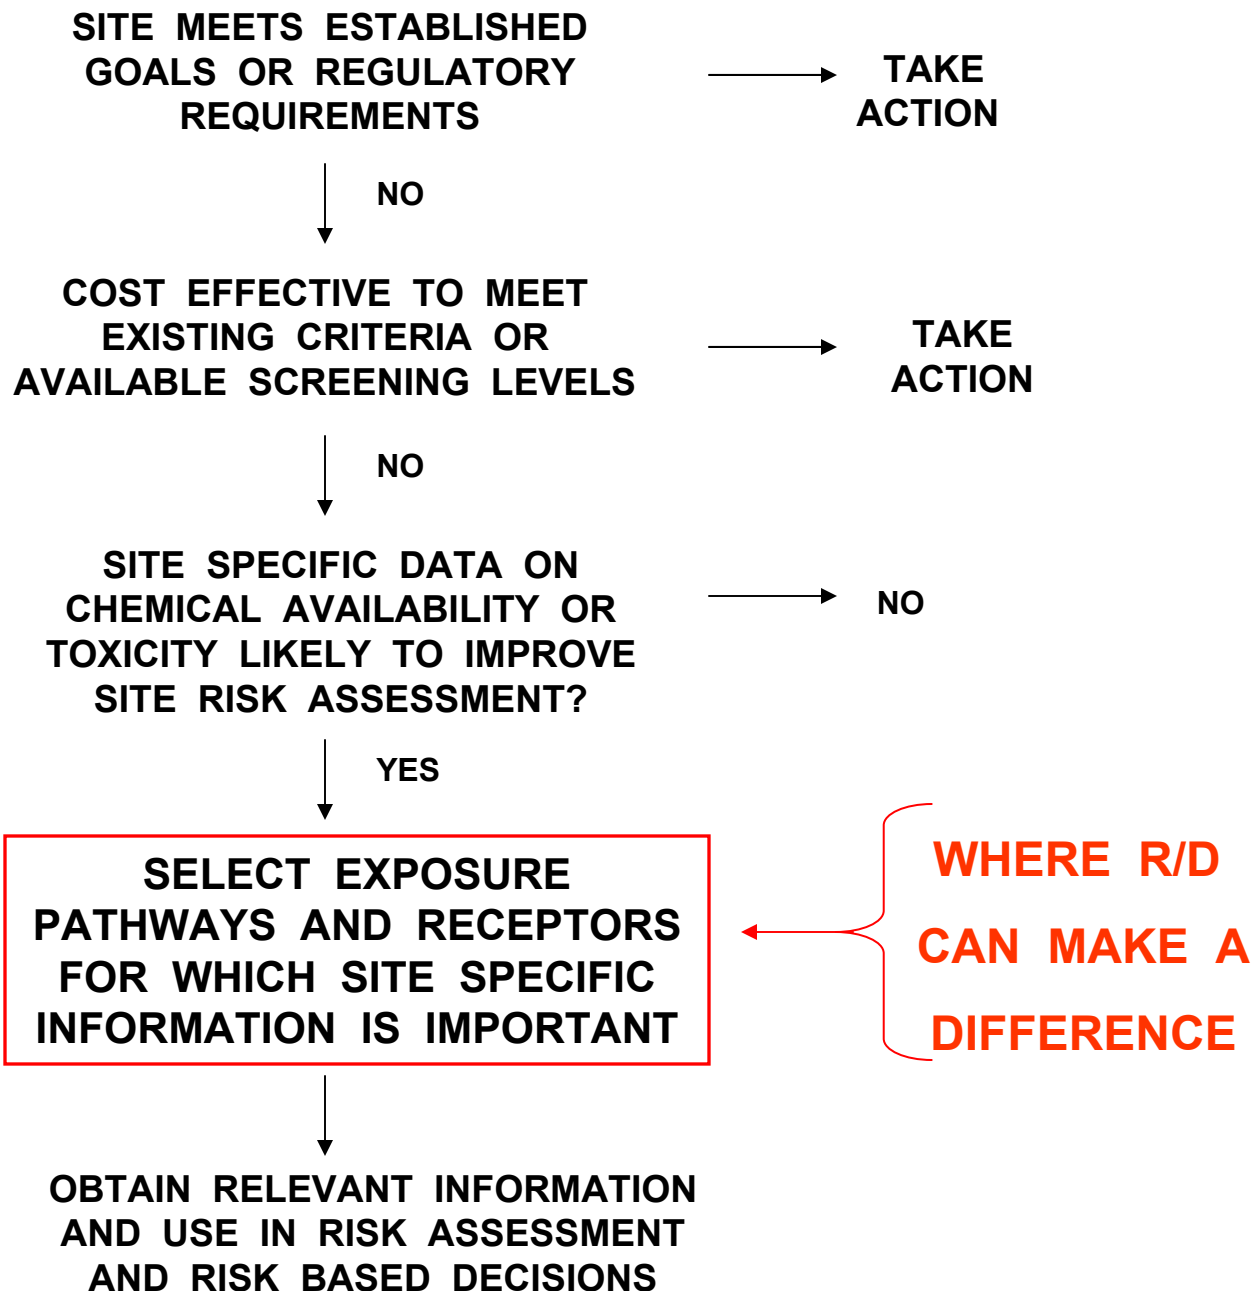 SITE MEETS ESTABLISHED
GOALS OR REGULATORY
REQUIREMENTS
TAKE
ACTION
NO
COST EFFECTIVE TO MEET
EXISTING CRITERIA OR
AVAILABLE SCREENING LEVELS
TAKE
ACTION
NO
SITE SPECIFIC DATA ON
CHEMICAL AVAILABILITY OR
TOXICITY LIKELY TO IMPROVE
SITE RISK ASSESSMENT?
NO
YES
SELECT EXPOSURE
PATHWAYS AND RECEPTORS
FOR WHICH SITE SPECIFIC
INFORMATION IS IMPORTANT
WHERE R/D
CAN MAKE A
DIFFERENCE
OBTAIN RELEVANT INFORMATION
AND USE IN RISK ASSESSMENT
AND RISK BASED DECISIONS